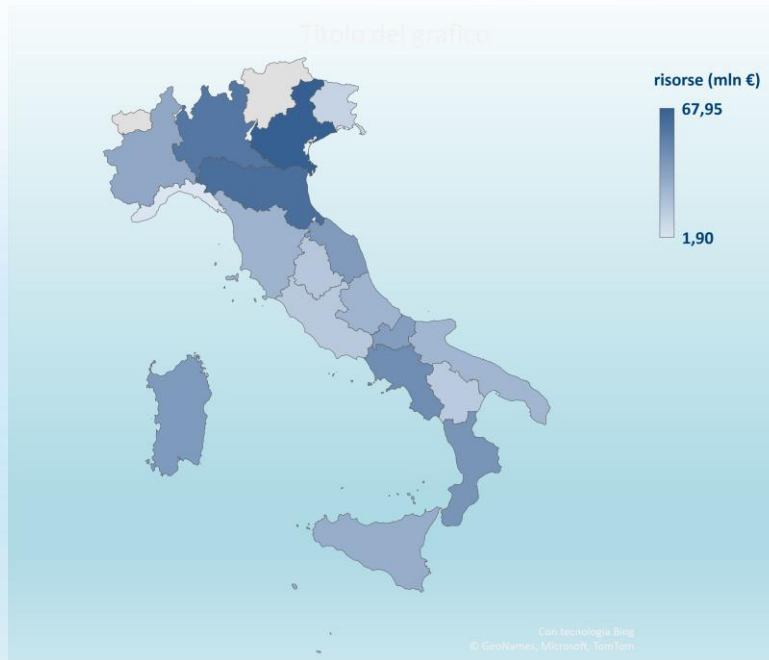 Titolo del grafico
risorse (mln €)
67,95
1,90
Con tecnologia Bing
© GeoNames, Microsoft, TomTom